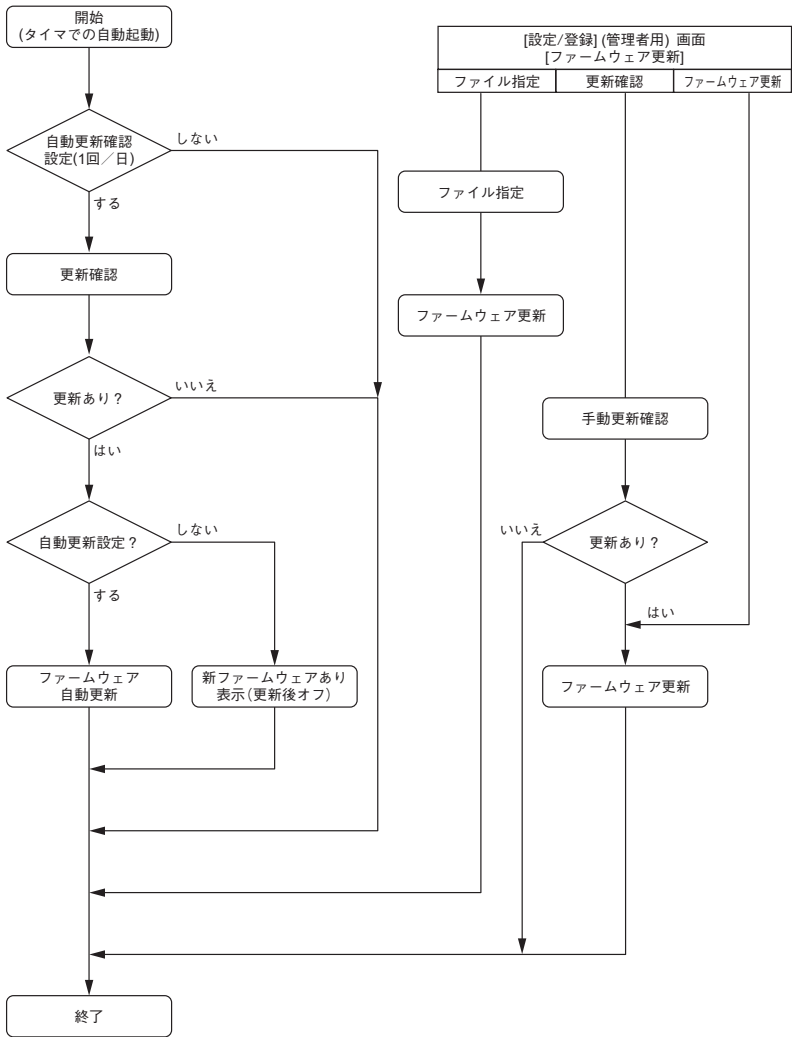 開始
(タイマでの自動起動)
自動更新確認
設定(1回／日)
しない
する
更新確認
更新あり？
いいえ
はい
自動更新設定？
しない
する
ファームウェア
自動更新
新ファームウェアあり
表示(更新後オフ)
[設定/登録] (管理者用) 画面
[ファームウェア更新]
ファイル指定
更新確認
ファームウェア更新
ファイル指定
ファームウェア更新
手動更新確認
更新あり？
いいえ
はい
ファームウェア更新
終了